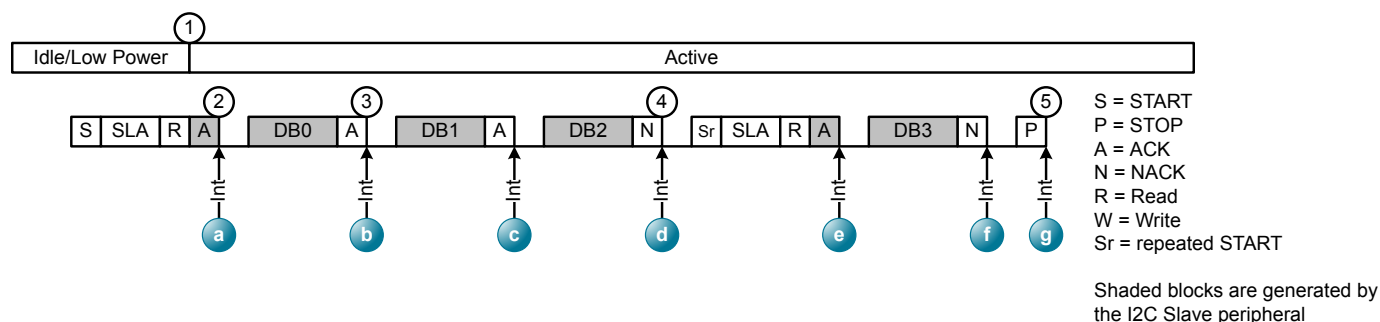 1
Idle/Low Power Active
2 3 4 5
S SLA R A DB0 A DB1 A DB2 N Sr SLA R A DB3 N P
Int Int Int Int Int Int Int
a b c d e f g
S = START
P = STOP
A = ACK
N = NACK
R = Read
W = Write
Sr = repeated START
Shaded blocks are generated by
the I2C Slave peripheral